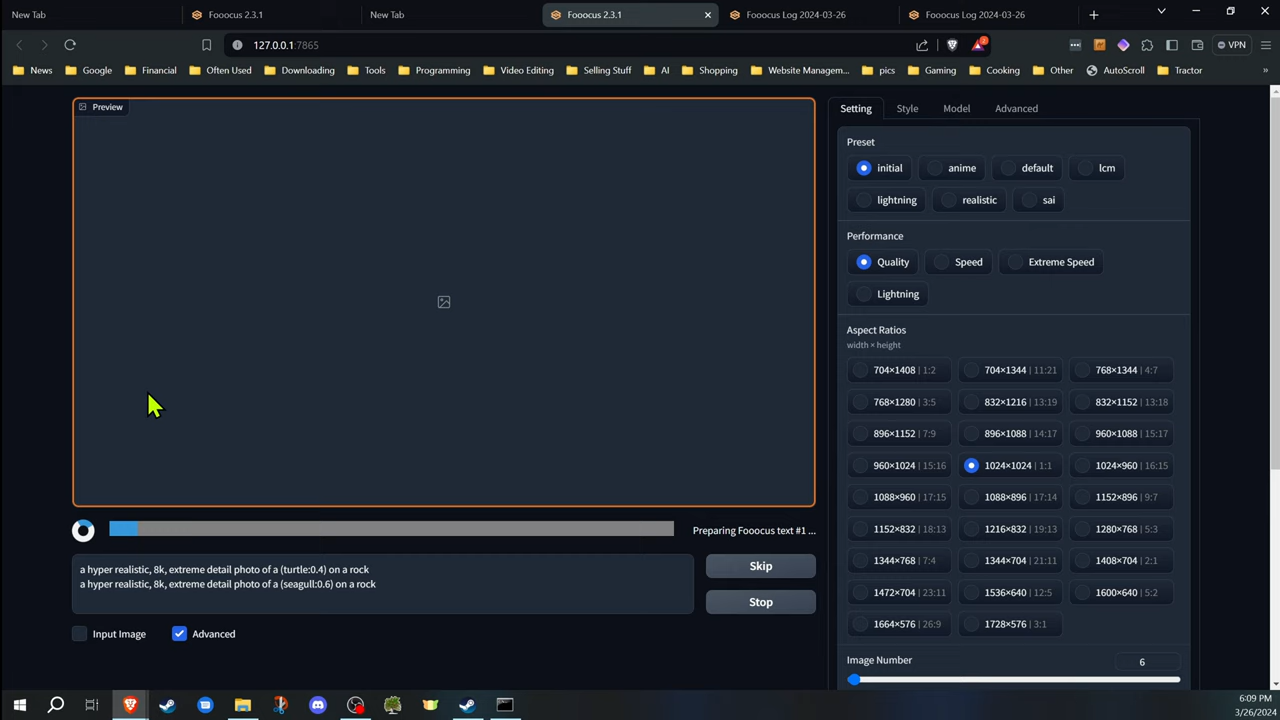 New Tab
Fooocus 2.3.1
New Tab
Fooocus 2.3.1
Fooocus Log 2024-03-26
Fooocus Log 2024-03-26
127.0.0.1:7865
2
VPN
News
Google
Financial
Often Used
Downloading
Tools
Programming
Video Editing
Selling Stuff
AI
Shopping
Website Managem...
pics
Gaming
Cooking
Other
AutoScroll
Tractor
Preview
Setting
Style
Model
Advanced
Preset
initial
anime
default
lcm
lightning
realistic
sai
Performance
Quality
Speed
Extreme Speed
Lightning
Aspect Ratios
width × height
704×1408 | 1:2
704×1344 | 11:21
768×1344 | 4:7
768×1280 | 3:5
832×1216 | 13:19
832×1152 | 13:18
896×1152 | 7:9
896×1088 | 14:17
960×1088 | 15:17
960×1024 | 15:16
1024×1024 | 1:1
1024×960 | 16:15
1088×960 | 17:15
1088×896 | 17:14
1152×896 | 9:7
1152×832 | 18:13
1216×832 | 19:13
1280×768 | 5:3
1344×768 | 7:4
1344×704 | 21:11
1408×704 | 2:1
1472×704 | 23:11
1536×640 | 12:5
1600×640 | 5:2
1664×576 | 26:9
1728×576 | 3:1
Image Number
6
Preparing Fooocus text #1 ...
a hyper realistic, 8k, extreme detail photo of a (turtle:0.4) on a rock
a hyper realistic, 8k, extreme detail photo of a (seagull:0.6) on a rock
Skip
Stop
Input Image
Advanced
6:09 PM
3/26/2024